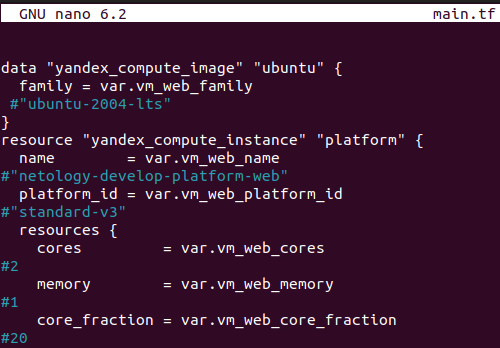 GNU nano 6.2 main.tf
data "yandex_compute_image" "ubuntu" {
  family = var.vm_web_family
 #"ubuntu-2004-lts"
}
resource "yandex_compute_instance" "platform" {
  name        = var.vm_web_name
#"netology-develop-platform-web"
  platform_id = var.vm_web_platform_id
#"standard-v3"
  resources {
    cores         = var.vm_web_cores
#2
    memory        = var.vm_web_memory
#1
    core_fraction = var.vm_web_core_fraction
#20